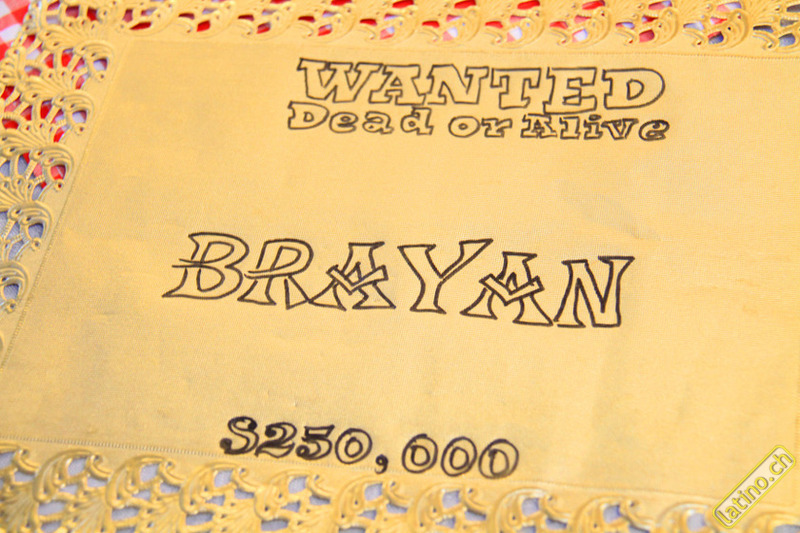 WANTED
Dead or Alive
BRAYAN
$250,000
latino.ch